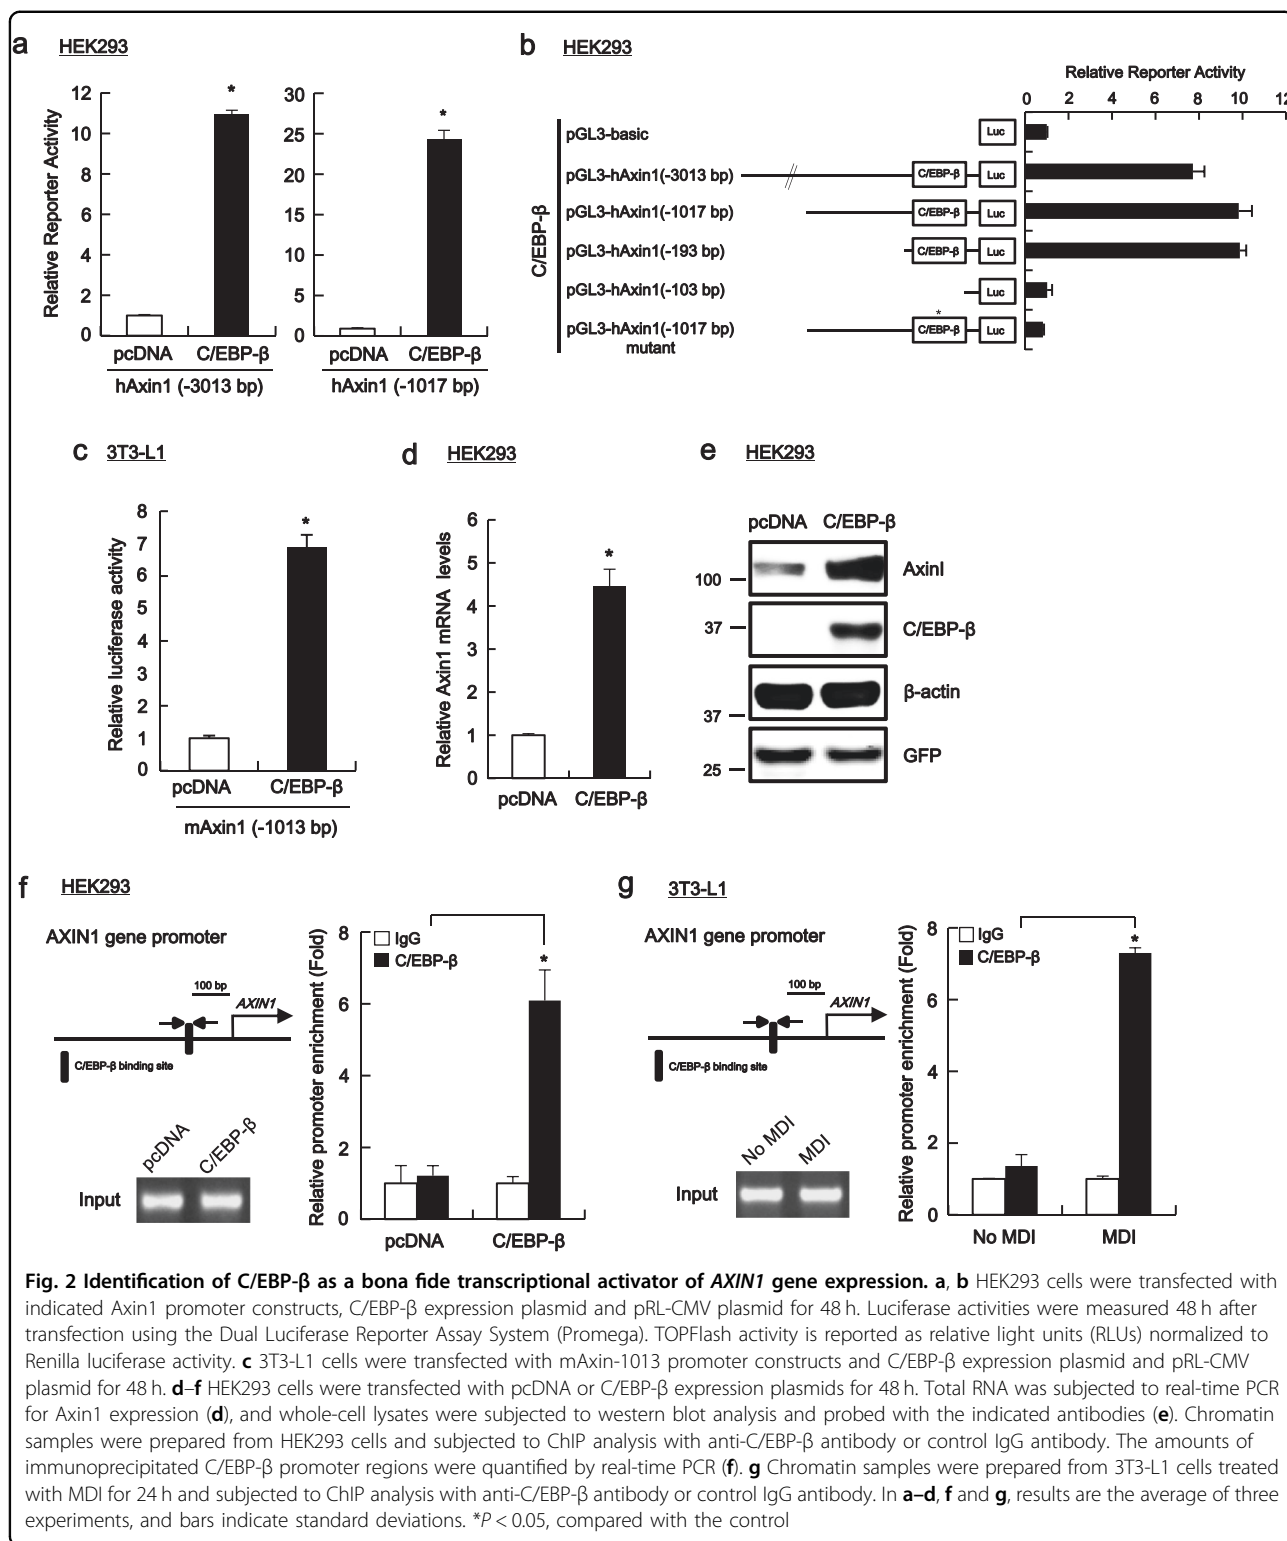 a HEK293
Relative Reporter Activity
12
10
8
6
4
2
0
*
pcDNA C/EBP-β
hAxin1 (-3013 bp)
30
25
20
15
10
5
0
*
pcDNA C/EBP-β
hAxin1 (-1017 bp)
b HEK293
Relative Reporter Activity
0 2 4 6 8 10 12
C/EBP-β
pGL3-basic Luc
pGL3-hAxin1(-3013 bp) C/EBP-β Luc
pGL3-hAxin1(-1017 bp) C/EBP-β Luc
pGL3-hAxin1(-193 bp) C/EBP-β Luc
pGL3-hAxin1(-103 bp) Luc
*
pGL3-hAxin1(-1017 bp) C/EBP-β Luc
mutant
c 3T3-L1
Relative luciferase activity
8
7
6
5
4
3
2
1
0
*
pcDNA C/EBP-β
mAxin1 (-1013 bp)
d HEK293
Relative Axin1 mRNA levels
6
5
4
3
2
1
0
*
pcDNA C/EBP-β
e HEK293
pcDNA C/EBP-β
100 AxinI
37 C/EBP-β
β-actin
37
GFP
25
f HEK293
AXIN1 gene promoter
100 bp
AXIN1
C/EBP-β binding site
pcDNA C/EBP-β
Input
Relative promoter enrichment (Fold)
8
6
4
2
0
IgG
C/EBP-β
*
pcDNA C/EBP-β
g 3T3-L1
AXIN1 gene promoter
100 bp
AXIN1
C/EBP-β binding site
No MDI MDI
Input
Relative promoter enrichment (Fold)
8
6
4
2
0
IgG
C/EBP-β
*
No MDI MDI
Fig. 2 Identification of C/EBP-β as a bona fide transcriptional activator of AXIN1 gene expression. a, b HEK293 cells were transfected with
indicated Axin1 promoter constructs, C/EBP-β expression plasmid and pRL-CMV plasmid for 48 h. Luciferase activities were measured 48 h after
transfection using the Dual Luciferase Reporter Assay System (Promega). TOPFlash activity is reported as relative light units (RLUs) normalized to
Renilla luciferase activity. c 3T3-L1 cells were transfected with mAxin-1013 promoter constructs and C/EBP-β expression plasmid and pRL-CMV
plasmid for 48 h. d–f HEK293 cells were transfected with pcDNA or C/EBP-β expression plasmids for 48 h. Total RNA was subjected to real-time PCR
for Axin1 expression (d), and whole-cell lysates were subjected to western blot analysis and probed with the indicated antibodies (e). Chromatin
samples were prepared from HEK293 cells and subjected to ChIP analysis with anti-C/EBP-β antibody or control IgG antibody. The amounts of
immunoprecipitated C/EBP-β promoter regions were quantified by real-time PCR (f). g Chromatin samples were prepared from 3T3-L1 cells treated
with MDI for 24 h and subjected to ChIP analysis with anti-C/EBP-β antibody or control IgG antibody. In a–d, f and g, results are the average of three
experiments, and bars indicate standard deviations. *P < 0.05, compared with the control